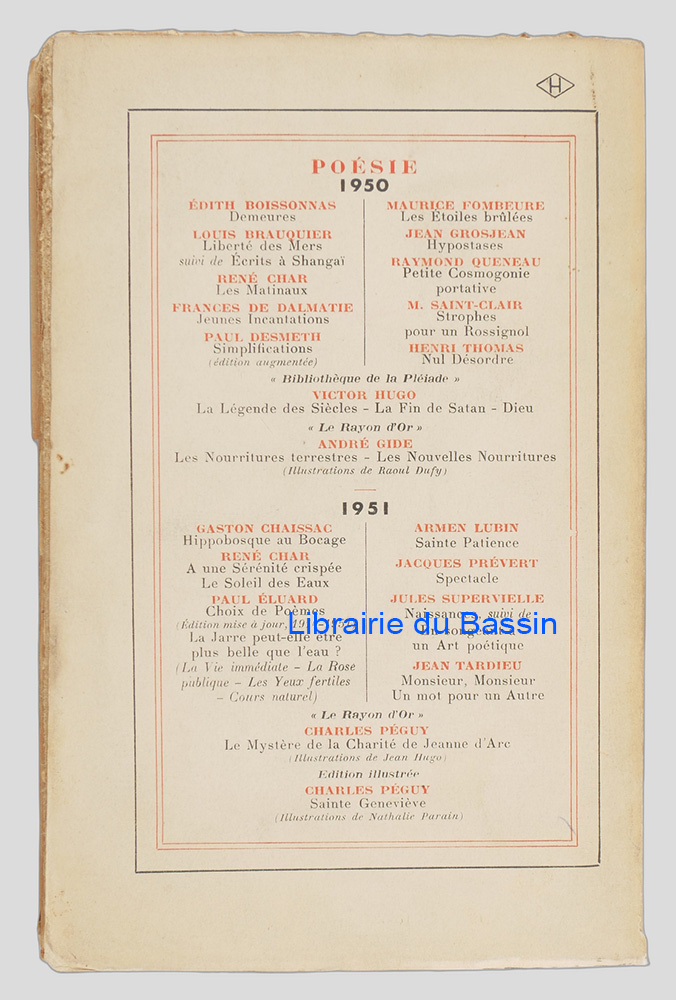 H
POÉSIE
1950
ÉDITH BOISSONNAS
Demeures
LOUIS BRAUQUIER
Liberté des Mers
suivi de Écrits à Shangaï
RENÉ CHAR
Les Matinaux
FRANCES DE DALMATIE
Jeunes Incantations
PAUL DESMETH
Simplifications
(édition augmentée)
MAURICE FOMBEURE
Les Étoiles brûlées
JEAN GROSJEAN
Hypostases
RAYMOND QUENEAU
Petite Cosmogonie
portative
M. SAINT-CLAIR
Strophes
pour un Rossignol
HENRI THOMAS
Nul Désordre
« Bibliothèque de la Pléiade »
VICTOR HUGO
La Légende des Siècles – La Fin de Satan – Dieu
« Le Rayon d'Or »
ANDRÉ GIDE
Les Nourritures terrestres – Les Nouvelles Nourritures
(Illustrations de Raoul Dufy)
1951
GASTON CHAISSAC
Hippobosque au Bocage
RENÉ CHAR
A une Sérénité crispée
Le Soleil des Eaux
PAUL ÉLUARD
Choix de Poèmes
(Édition mise à jour,
La Jarre peut-elle être
plus belle que l'eau ?
(La Vie immédiate – La Rose
publique – Les Yeux fertiles
– Cours naturel)
ARMEN LUBIN
Sainte Patience
JACQUES PRÉVERT
Spectacle
JULES SUPERVIELLE
Naissances, suivi de
En songeant à
un Art poétique
JEAN TARDIEU
Monsieur, Monsieur
Un mot pour un Autre
Librairie du Bassin
« Le Rayon d'Or »
CHARLES PÉGUY
Le Mystère de la Charité de Jeanne d'Arc
(Illustrations de Jean Hugo)
Edition illustrée
CHARLES PÉGUY
Sainte Geneviève
(Illustrations de Nathalie Parain)